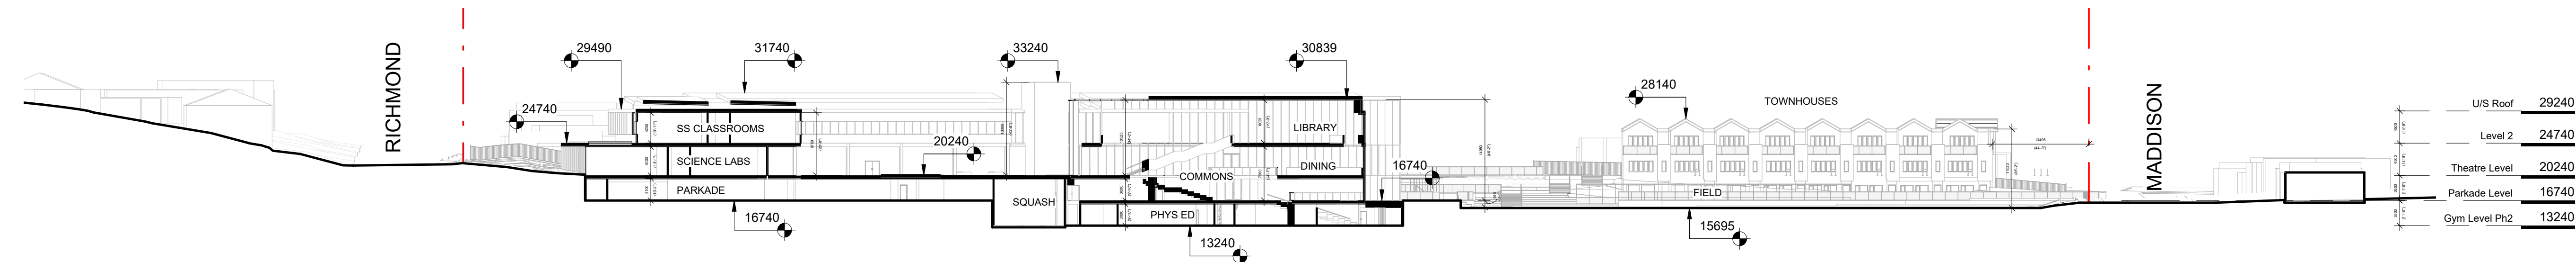 RICHMOND
29490
31740
33240
30839
24740
20240
16740
28140
TOWNHOUSES
MADDISON
SS CLASSROOMS
SCIENCE LABS
PARKADE
LIBRARY
DINING
COMMONS
SQUASH
PHYS ED
FIELD
16740
13240
15695
(44'-0")
U/S Roof 29240
Level 2 24740
Theatre Level 20240
Parkade Level 16740
Gym Level Ph2 13240